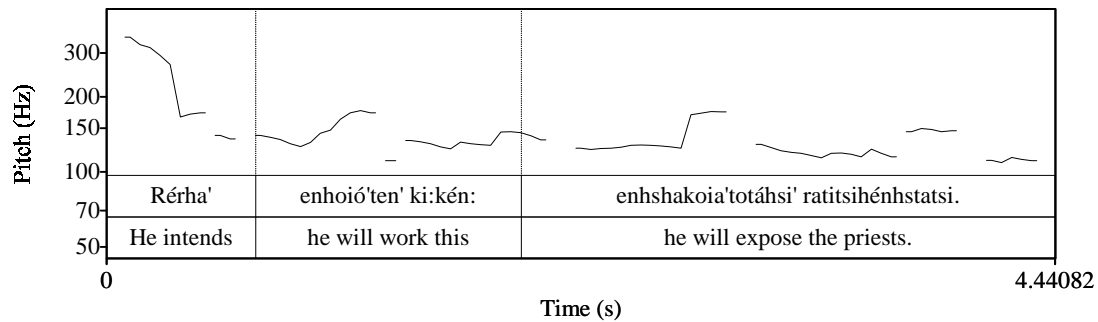 Pitch (Hz)
300
200
150
100
70
50
Rérha' enhoió'ten' ki:kén: enhshakoia'totáhsi' ratitsihénhstatsi.
He intends he will work this he will expose the priests.
0 4.44082
Time (s)